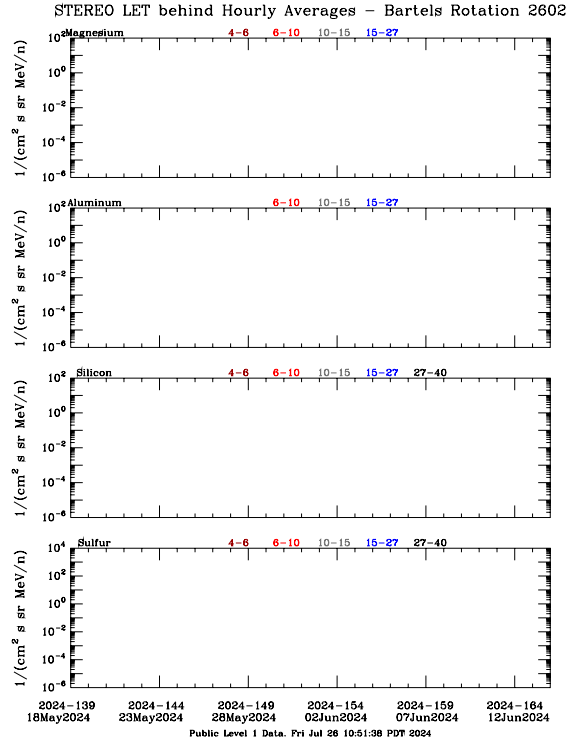 STEREO LET behind Hourly Averages - Bartels Rotation 2602
Magnesium 4-6 6-10 10-15 15-27
10² 10⁰ 10⁻² 10⁻⁴ 10⁻⁶
1/(cm² s sr MeV/n)
Aluminum 6-10 10-15 15-27
10² 10⁰ 10⁻² 10⁻⁴ 10⁻⁶
1/(cm² s sr MeV/n)
Silicon 4-6 6-10 10-15 15-27 27-40
10² 10⁰ 10⁻² 10⁻⁴ 10⁻⁶
1/(cm² s sr MeV/n)
Sulfur 4-6 6-10 10-15 15-27 27-40
10⁴ 10² 10⁰ 10⁻² 10⁻⁴ 10⁻⁶
1/(cm² s sr MeV/n)
2024-139 2024-144 2024-149 2024-154 2024-159 2024-164
18May2024 23May2024 28May2024 02Jun2024 07Jun2024 12Jun2024
Public Level 1 Data. Fri Jul 26 10:51:38 PDT 2024